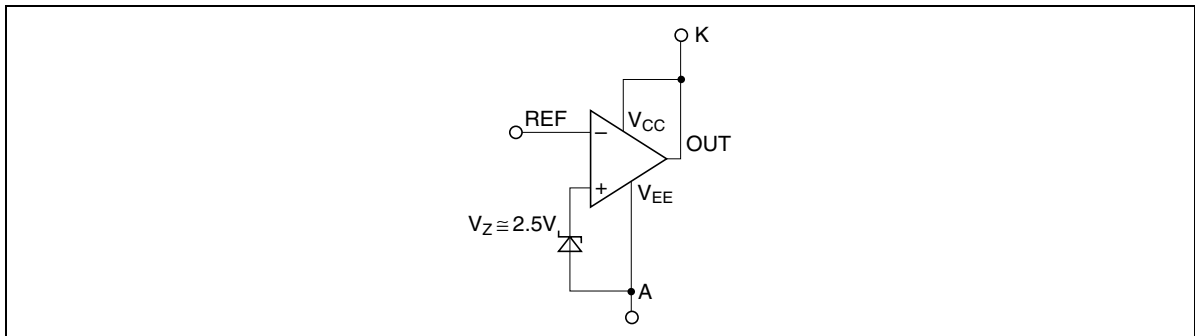 K
REF
−
V_CC
OUT
+
V_EE
V_Z ≅ 2.5V
A